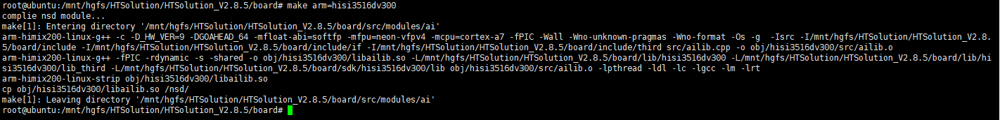 root@ubuntu:/mnt/hgfs/HTSolution/HTSolution_V2.8.5/board# make arm=hisi3516dv300
complie nsd module...
make[1]: Entering directory '/mnt/hgfs/HTSolution/HTSolution_V2.8.5/board/src/modules/ai'
arm-himix200-linux-g++ -c -D_HW_VER=9 -DGOAHEAD_64 -mfloat-abi=softfp -mfpu=neon-vfpv4 -mcpu=cortex-a7 -fPIC -Wall -Wno-unknown-pragmas -Wno-format -Os -g  -Isrc -I/mnt/hgfs/HTSolution/HTSolution_V2.8.
5/board/include -I/mnt/hgfs/HTSolution/HTSolution_V2.8.5/board/include/if -I/mnt/hgfs/HTSolution/HTSolution_V2.8.5/board/include/third src/ailib.cpp -o obj/hisi3516dv300/src/ailib.o
arm-himix200-linux-g++ -fPIC -rdynamic -s -shared -o obj/hisi3516dv300/libailib.so -L/mnt/hgfs/HTSolution/HTSolution_V2.8.5/board/lib/hisi3516dv300 -L/mnt/hgfs/HTSolution/HTSolution_V2.8.5/board/lib/hi
si3516dv300/lib_third -L/mnt/hgfs/HTSolution/HTSolution_V2.8.5/board/sdk/hisi3516dv300/lib obj/hisi3516dv300/src/ailib.o -lpthread -ldl -lc -lgcc -lm -lrt
arm-himix200-linux-strip obj/hisi3516dv300/libailib.so
cp obj/hisi3516dv300/libailib.so /nsd/
make[1]: Leaving directory '/mnt/hgfs/HTSolution/HTSolution_V2.8.5/board/src/modules/ai'
root@ubuntu:/mnt/hgfs/HTSolution/HTSolution_V2.8.5/board#